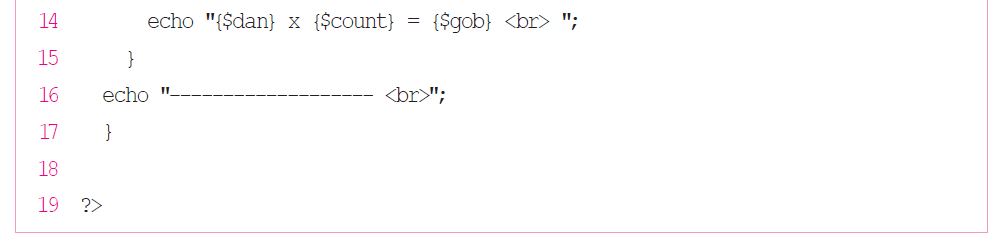 14 echo "{$dan} x {$count} = {$gob} <br> ";
15 }
16 echo "------------------- <br>";
17 }
18
19 ?>